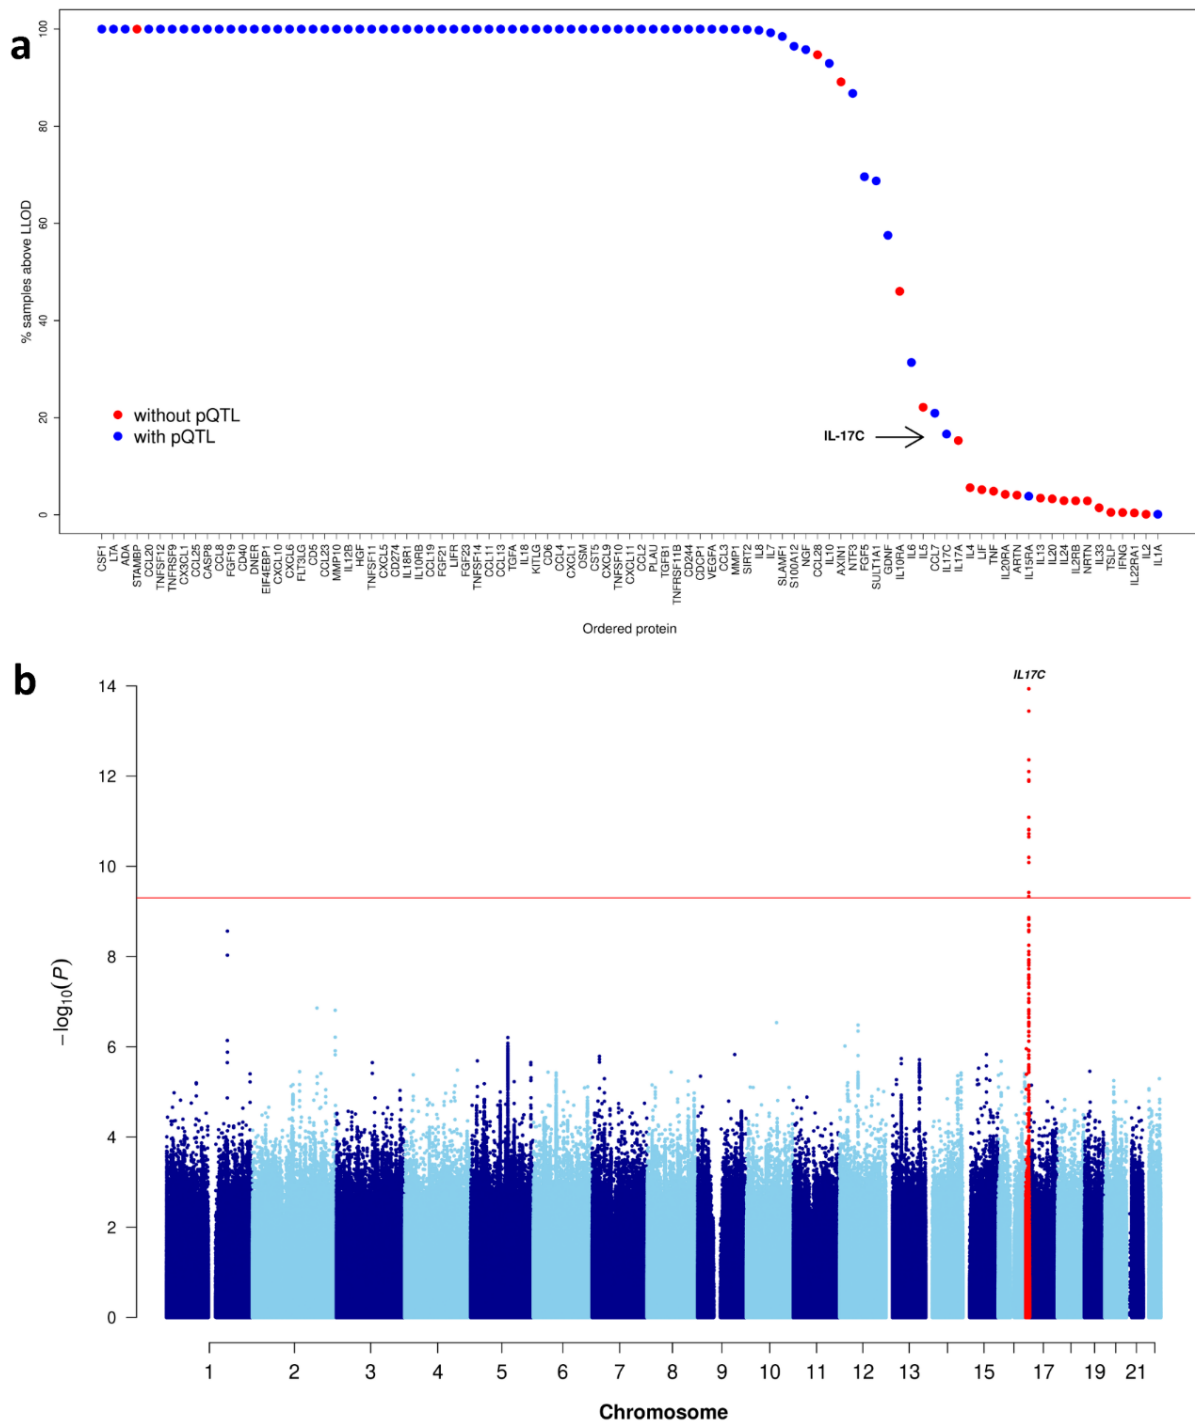 a
100
80
60
40
20
0
% samples above LLOD
without pQTL
with pQTL
IL-17C
CSF1
LTA
ADA
STAMBP
CCL20
TNFSF12
TNFRSF9
CX3CL1
CCL25
CASP8
CCL8
FGF19
CD40
DNER
EIF4EBP1
CXCL10
CXCL6
FLT3LG
CD5
CCL23
MMP10
IL12B
HGF
TNFSF11
CXCL5
CD274
IL18R1
IL10RB
CCL19
FGF21
LIFR
FGF23
TNFSF14
CCL11
CCL13
TGFA
IL18
KITLG
CD6
CCL4
CXCL1
OSM
CST5
CXCL9
TNFSF10
CXCL11
CCL2
PLAU
TGFB1
TNFRSF11B
CD244
CDCP1
VEGFA
CCL3
MMP1
SIRT2
IL8
IL7
SLAMF1
S100A12
NGF
CCL28
IL10
AXIN1
NTF3
FGF5
SULT1A1
GDNF
IL10RA
IL6
IL5
CCL7
IL17C
IL17A
IL4
LIF
TNF
IL20RA
ARTN
IL15RA
IL13
IL20
IL24
IL2RB
NRTN
IL33
TSLP
IFNG
IL22RA1
IL2
IL1A
Ordered protein
b
IL17C
14
12
10
8
6
4
2
0
−log10(P)
1 2 3 4 5 6 7 8 9 10 11 12 13 15 17 19 21
Chromosome